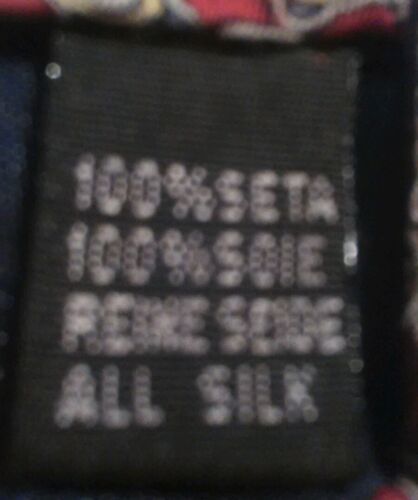 100%SETA
100%SOIE
REINE SEIDE
ALL SILK